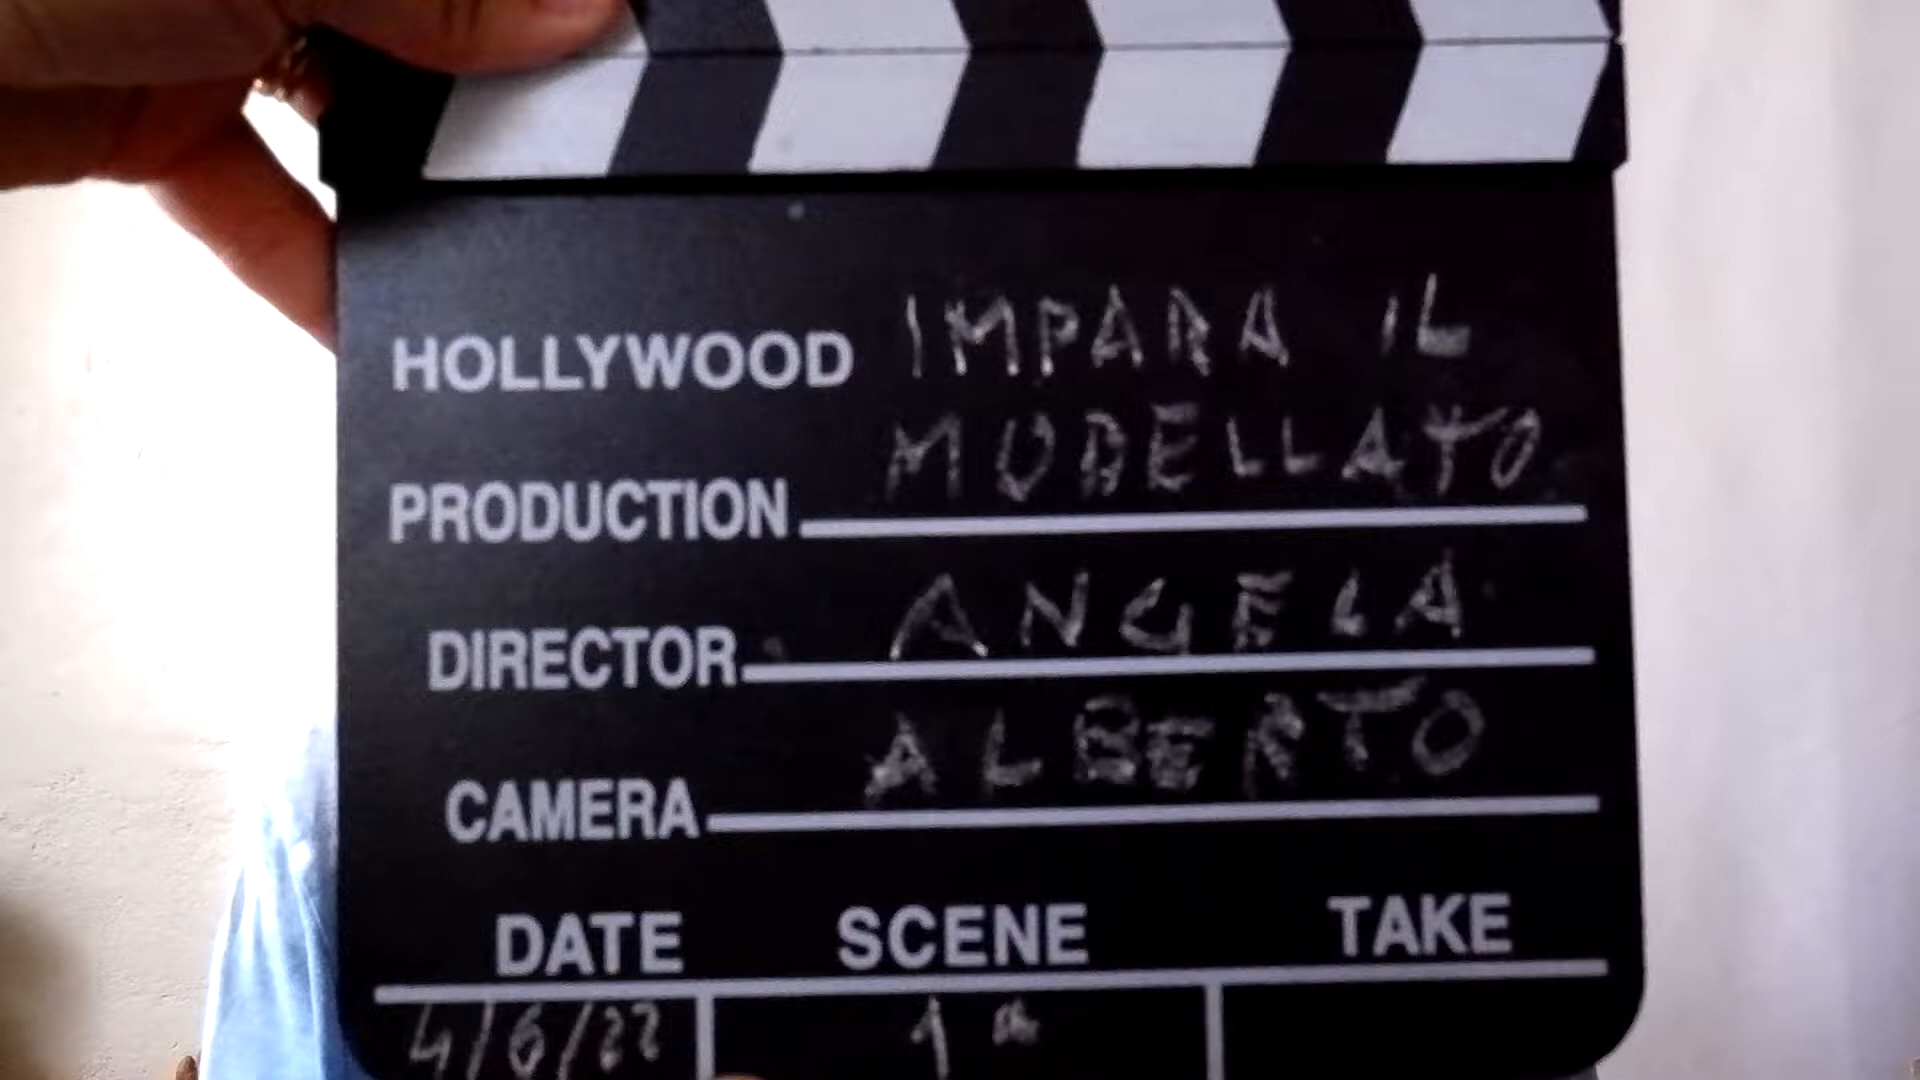 HOLLYWOOD IMPARA IL
MODELLATO
PRODUCTION
DIRECTOR ANGELA
CAMERA ALBERTO
DATE SCENE TAKE
4/6/22 1a